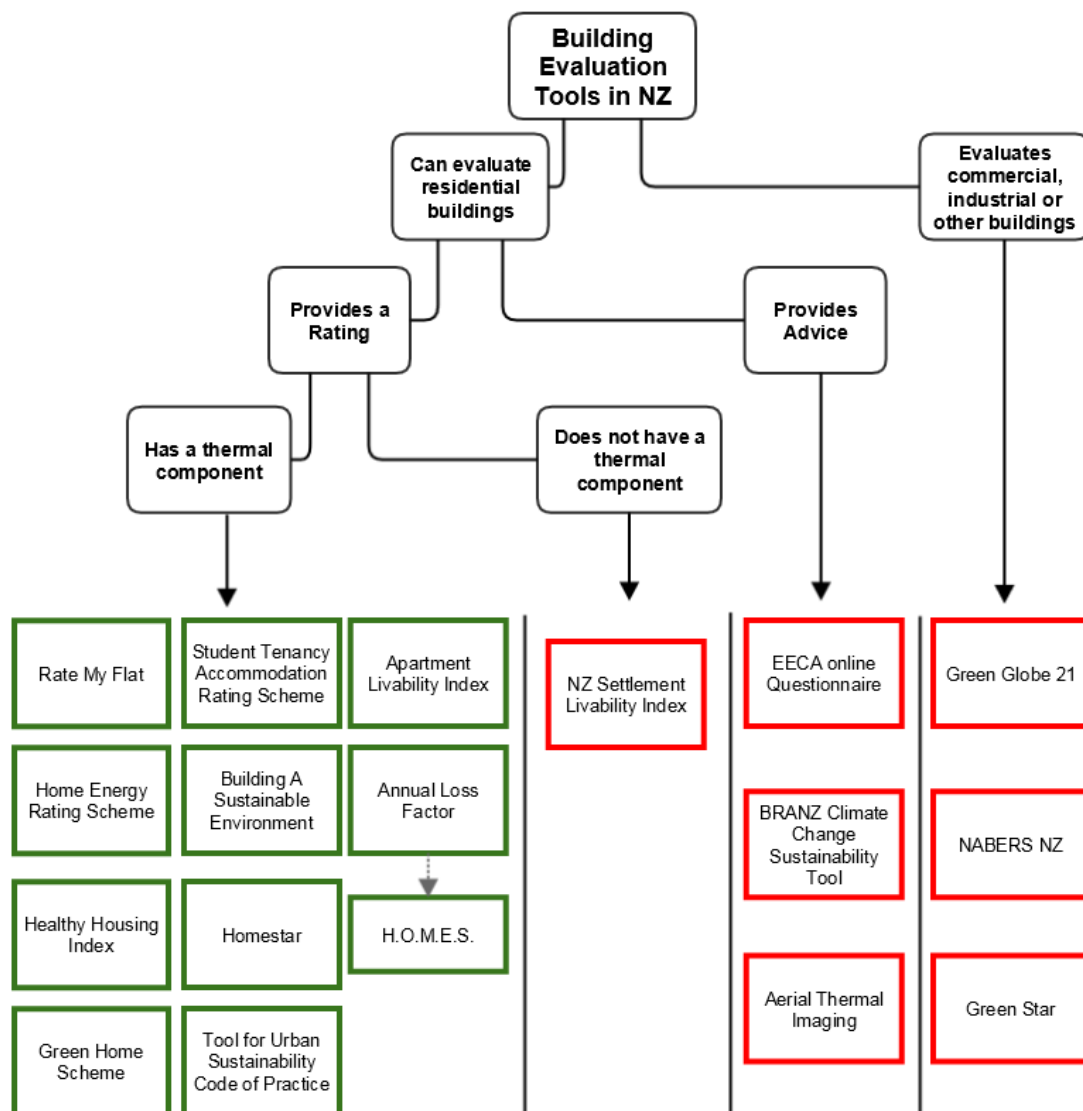 Building
Evaluation
Tools in NZ
Can evaluate
residential
buildings
Evaluates
commercial,
industrial or
other buildings
Provides a
Rating
Provides
Advice
Has a thermal
component
Does not have a
thermal
component
Rate My Flat
Student Tenancy
Accommodation
Rating Scheme
Apartment
Livability Index
NZ Settlement
Livability Index
EECA online
Questionnaire
Green Globe 21
Home Energy
Rating Scheme
Building A
Sustainable
Environment
Annual Loss
Factor
BRANZ Climate
Change
Sustainability
Tool
NABERS NZ
Healthy Housing
Index
Homestar
H.O.M.E.S.
Aerial Thermal
Imaging
Green Star
Green Home
Scheme
Tool for Urban
Sustainability
Code of Practice